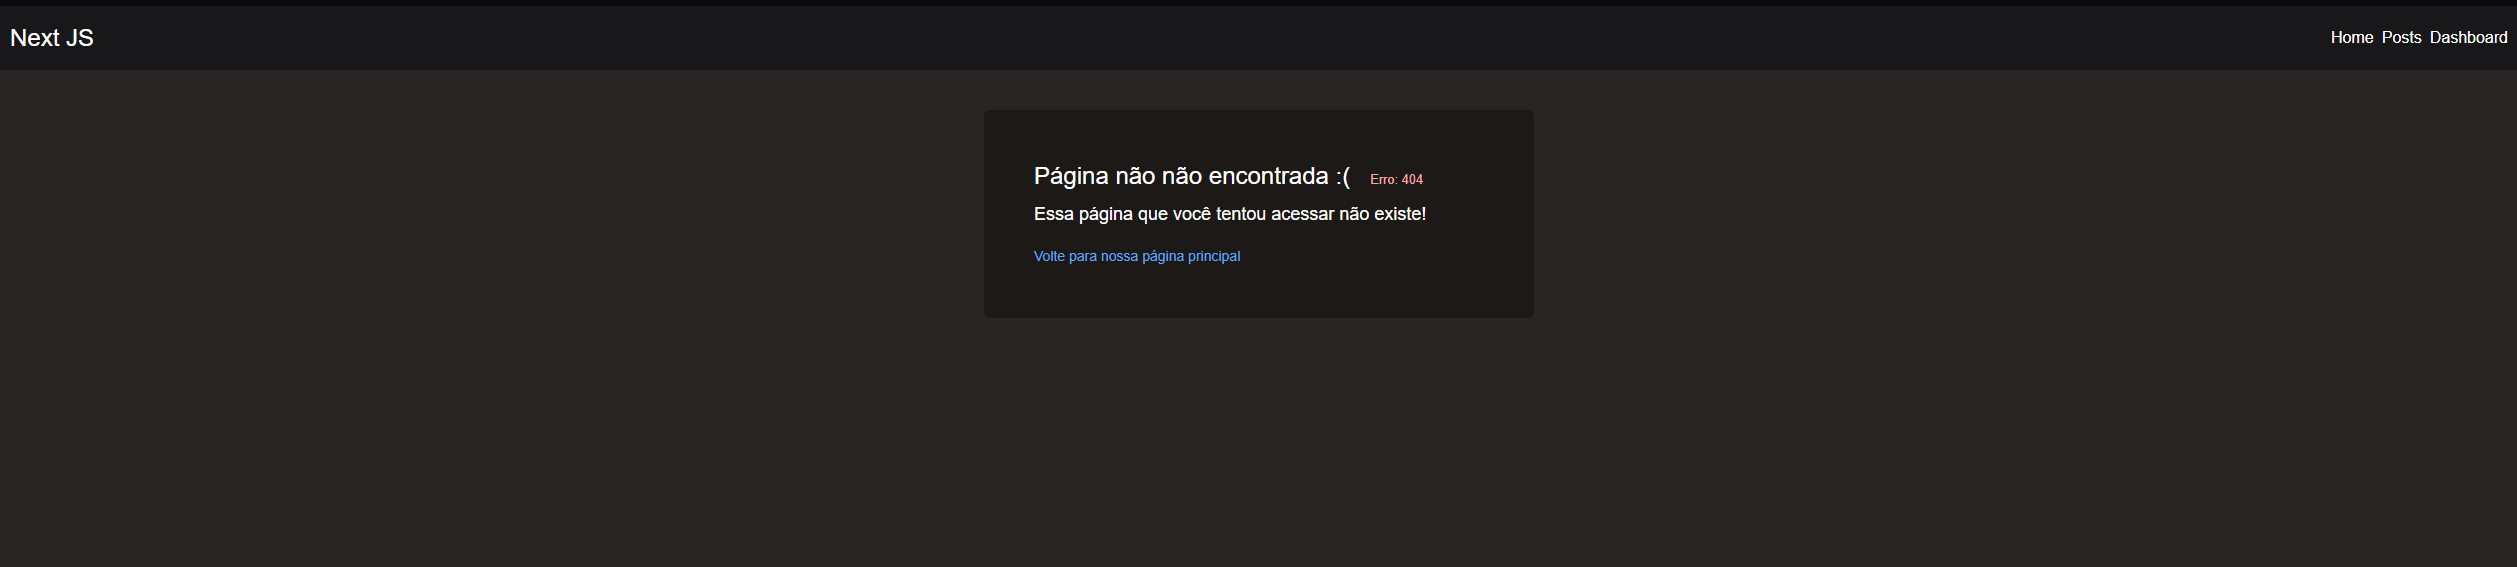 Next JS
Home Posts Dashboard
Página não não encontrada :( Erro: 404
Essa página que você tentou acessar não existe!
Volte para nossa página principal